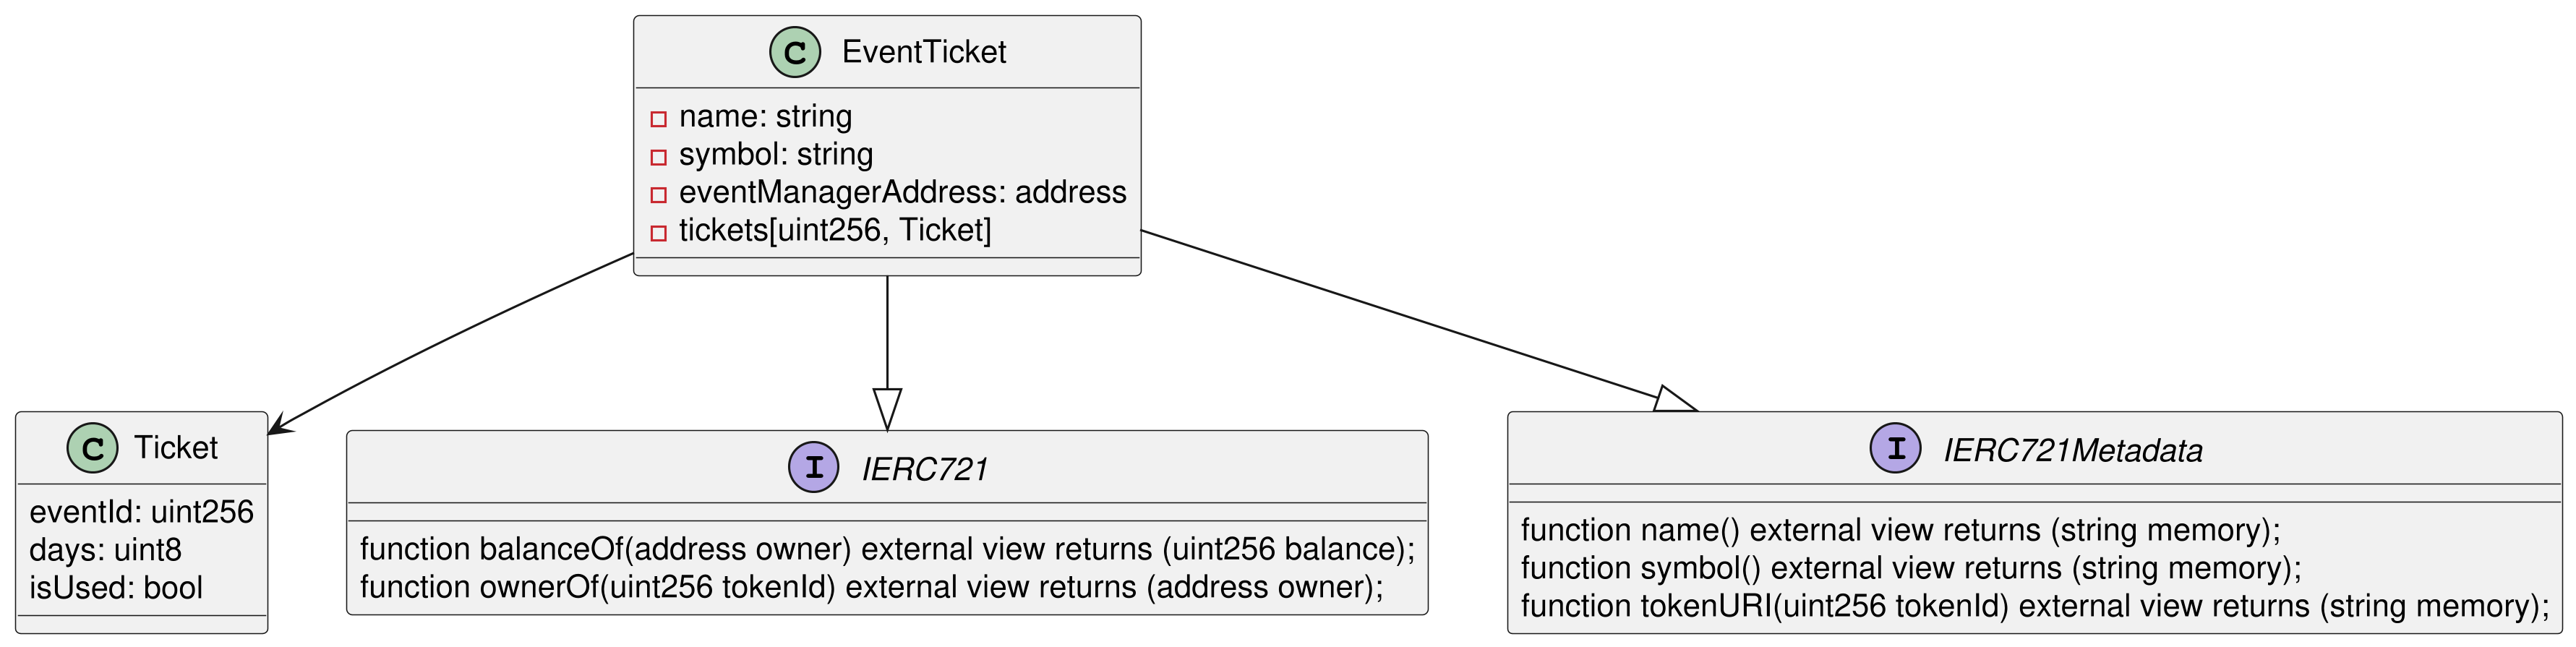 C EventTicket
name: string
symbol: string
eventManagerAddress: address
tickets[uint256, Ticket]
C Ticket
eventId: uint256
days: uint8
isUsed: bool
I IERC721
function balanceOf(address owner) external view returns (uint256 balance);
function ownerOf(uint256 tokenId) external view returns (address owner);
I IERC721Metadata
function name() external view returns (string memory);
function symbol() external view returns (string memory);
function tokenURI(uint256 tokenId) external view returns (string memory);